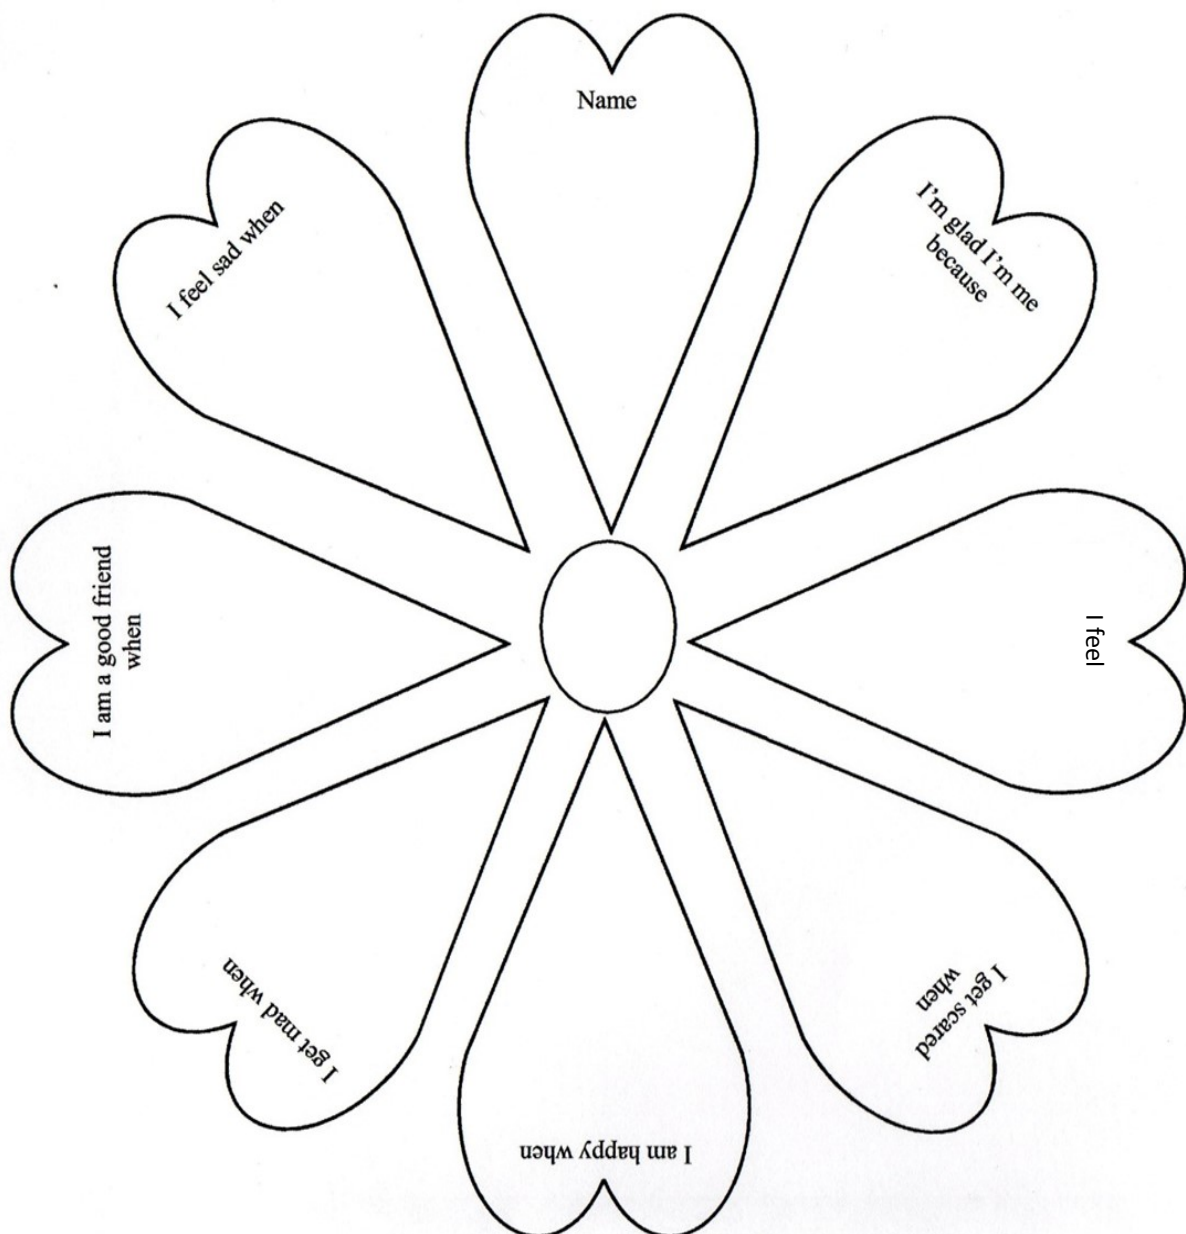 Name
I'm glad I'm me
because
I feel
I get scared
when
I am happy when
I get mad when
I am a good friend
when
I feel sad when